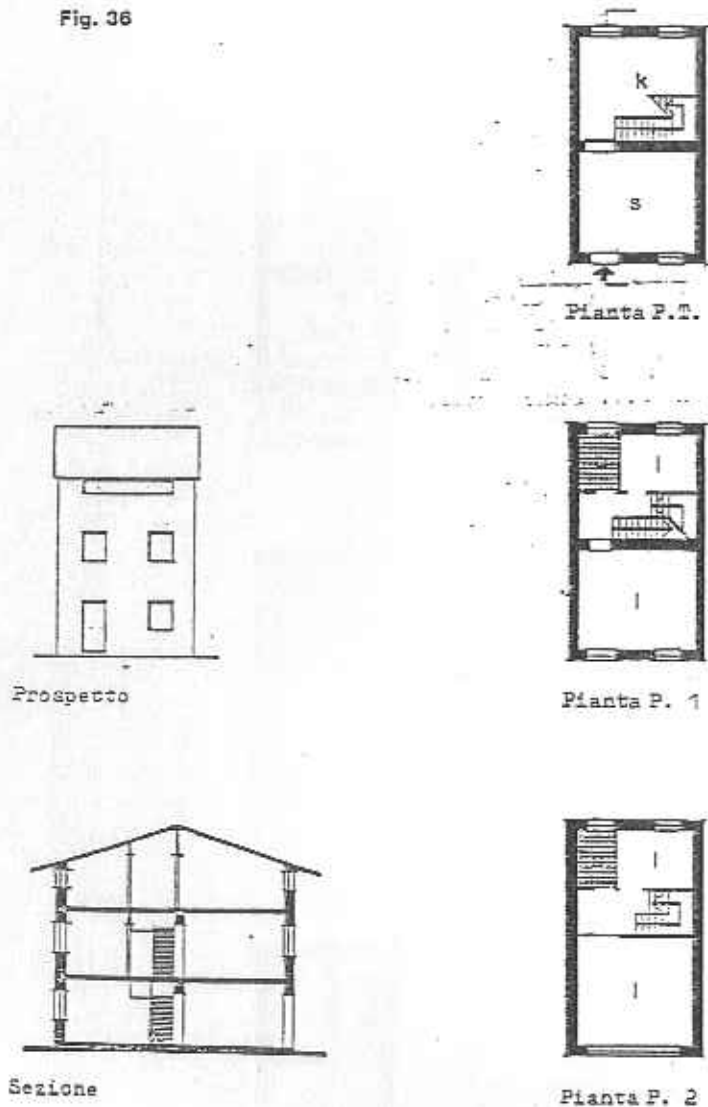 Fig. 36
k
s
Pianta P.T.
l
l
Prospetto
Pianta P. 1
l
l
Sezione
Pianta P. 2